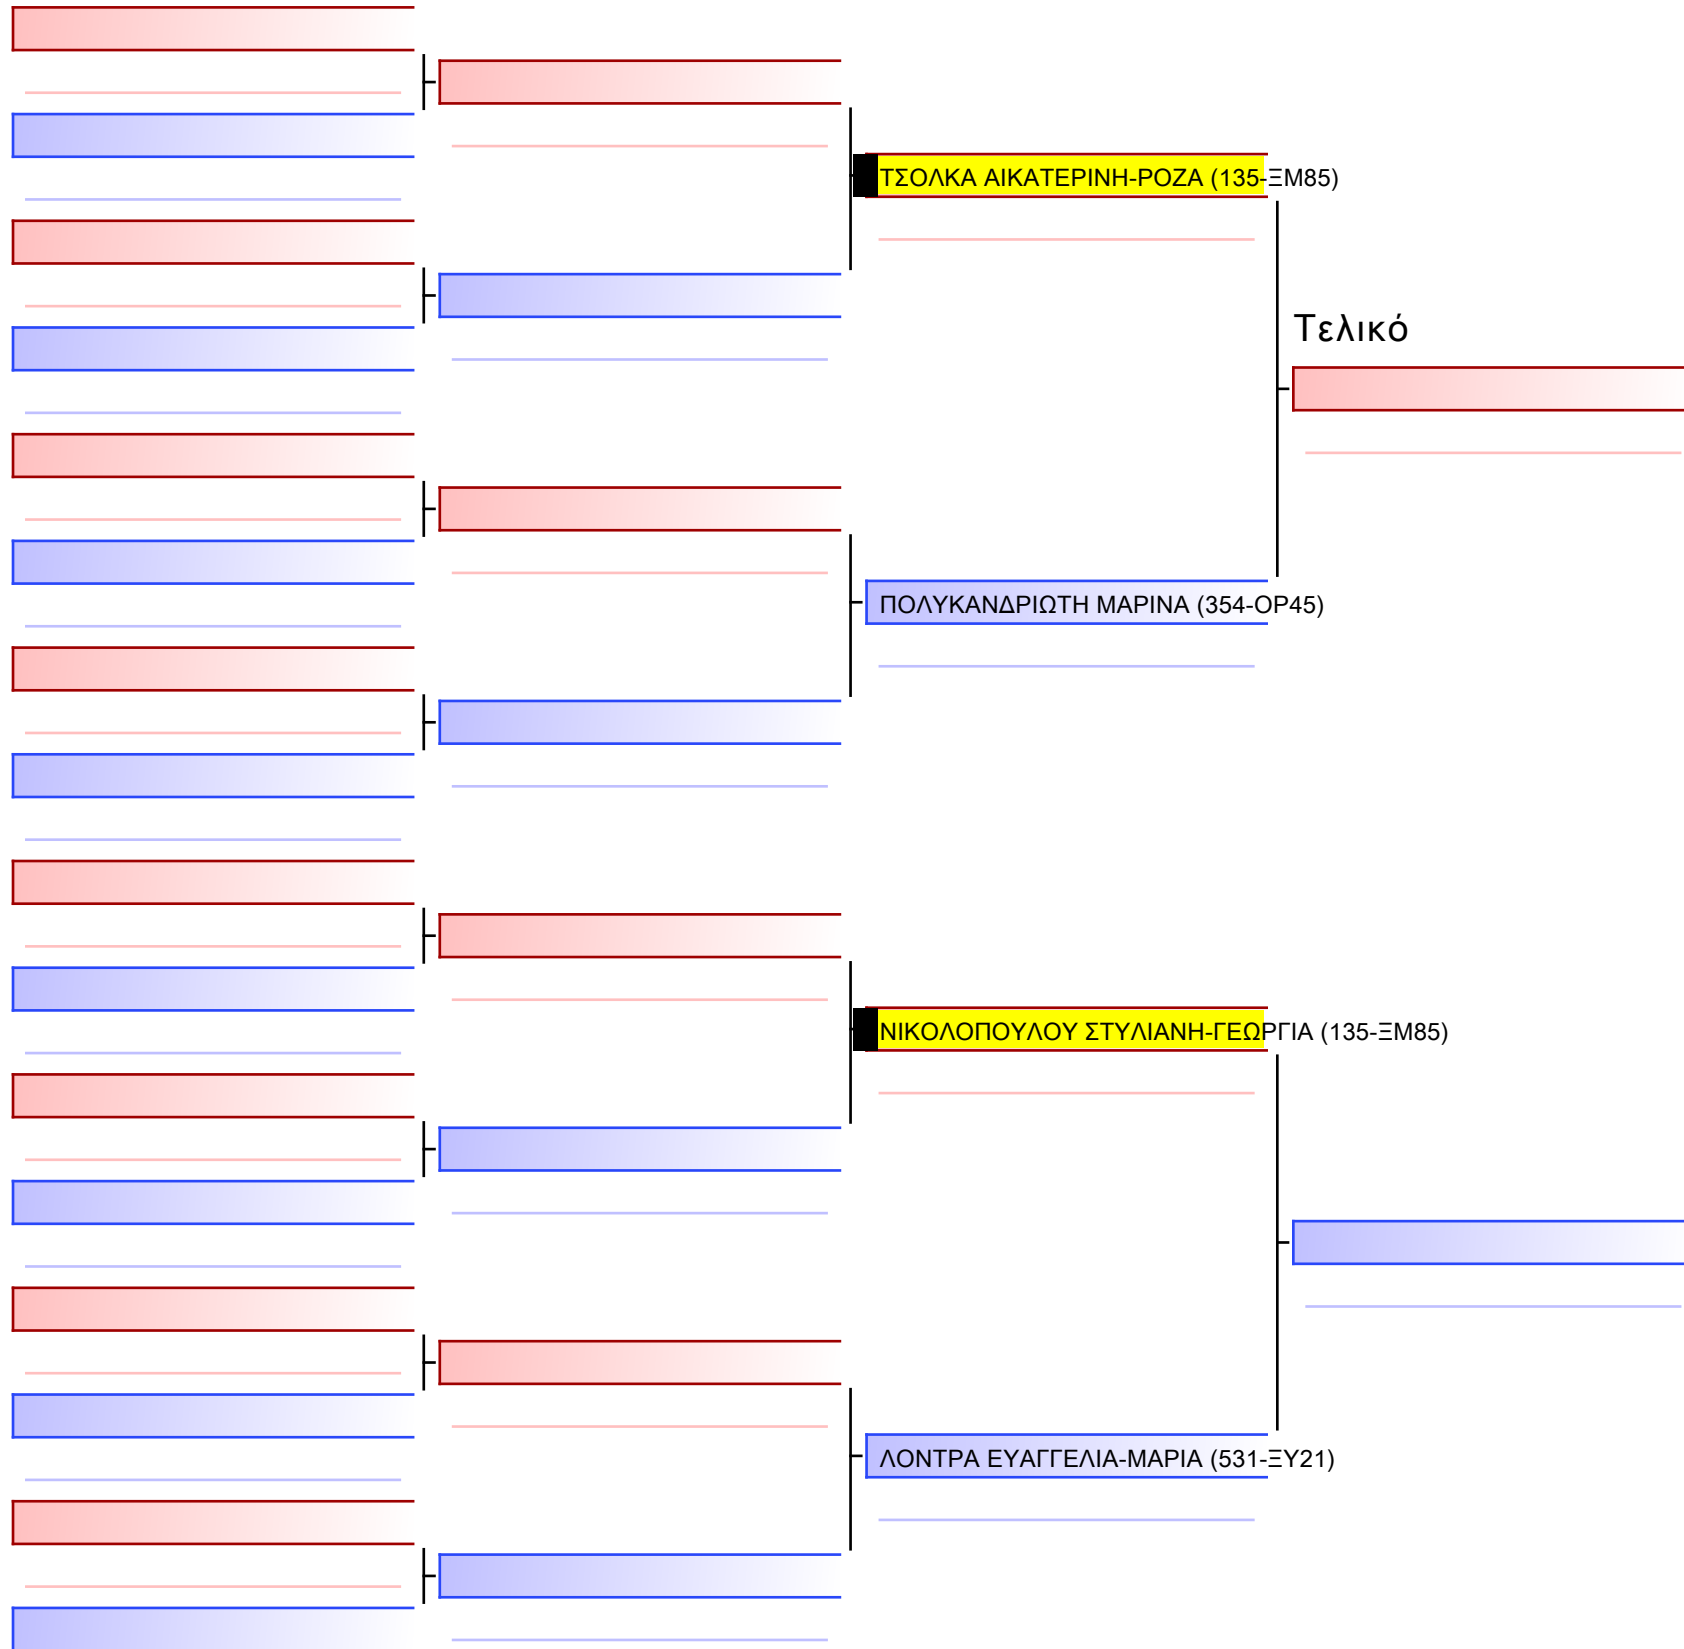 ΤΣΟΛΚΑ ΑΙΚΑΤΕΡΙΝΗ-ΡΟΖΑ (135-ΞΜ85)
Τελικό
ΠΟΛΥΚΑΝΔΡΙΩΤΗ ΜΑΡΙΝΑ (354-ΟΡ45)
ΝΙΚΟΛΟΠΟΥΛΟΥ ΣΤΥΛΙΑΝΗ-ΓΕΩΡΓΙΑ (135-ΞΜ85)
ΛΟΝΤΡΑ ΕΥΑΓΓΕΛΙΑ-ΜΑΡΙΑ (531-ΞΥ21)